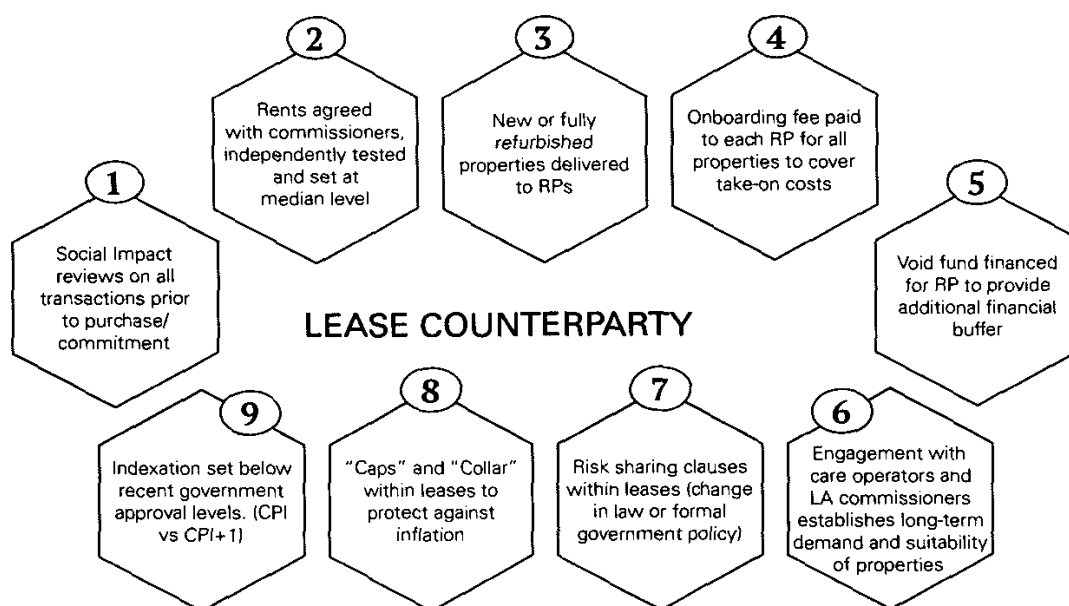 1
Social Impact
reviews on all
transactions prior
to purchase/
commitment
2
Rents agreed
with commissioners,
independently tested
and set at
median level
3
New or fully
refurbished
properties delivered
to RPs
4
Onboarding fee paid
to each RP for all
properties to cover
take-on costs
5
Void fund financed
for RP to provide
additional financial
buffer
LEASE COUNTERPARTY
6
Engagement with
care operators and
LA commissioners
establishes long-term
demand and suitability
of properties
7
Risk sharing clauses
within leases (change
in law or formal
government policy)
8
"Caps" and "Collar"
within leases to
protect against
inflation
9
Indexation set below
recent government
approval levels. (CPI
vs CPI+1)